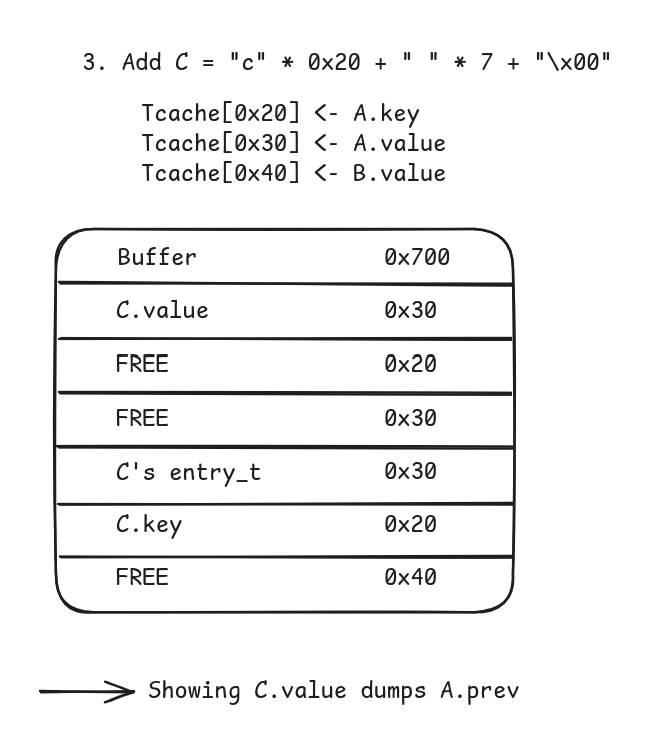 3. Add C = "c" * 0x20 + " " * 7 + "\x00"
Tcache[0x20] <- A.key
Tcache[0x30] <- A.value
Tcache[0x40] <- B.value
Buffer 0x700
C.value 0x30
FREE 0x20
FREE 0x30
C's entry_t 0x30
C.key 0x20
FREE 0x40
Showing C.value dumps A.prev